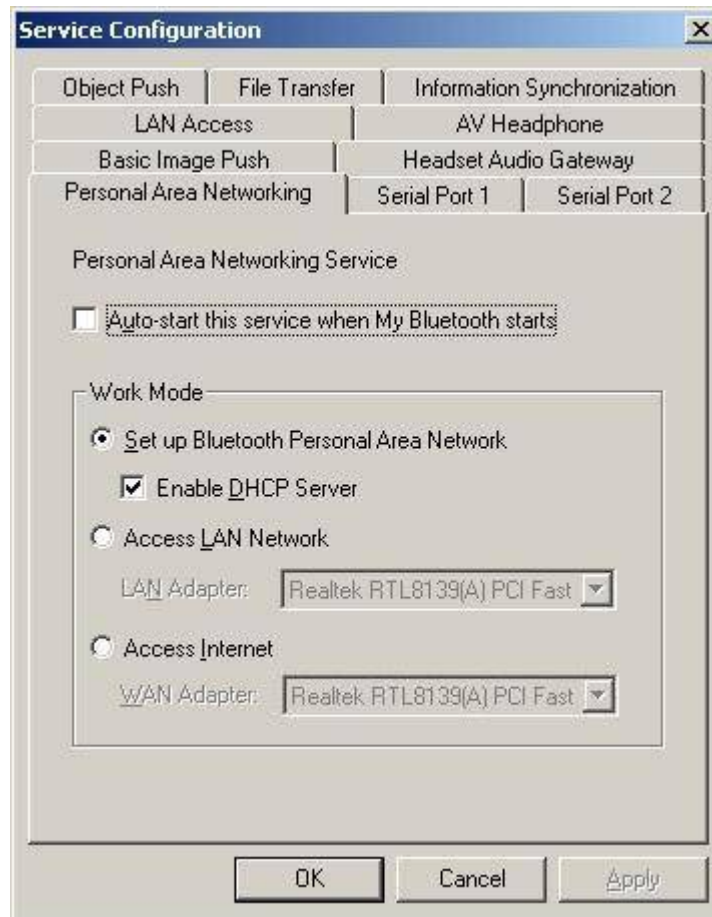 Service Configuration
Object Push File Transfer Information Synchronization
LAN Access AV Headphone
Basic Image Push Headset Audio Gateway
Personal Area Networking Serial Port 1 Serial Port 2
Personal Area Networking Service
Auto-start this service when My Bluetooth starts
Work Mode
Set up Bluetooth Personal Area Network
Enable DHCP Server
Access LAN Network
LAN Adapter: Realtek RTL8139(A) PCI Fast
Access Internet
WAN Adapter: Realtek RTL8139(A) PCI Fast
OK Cancel Apply